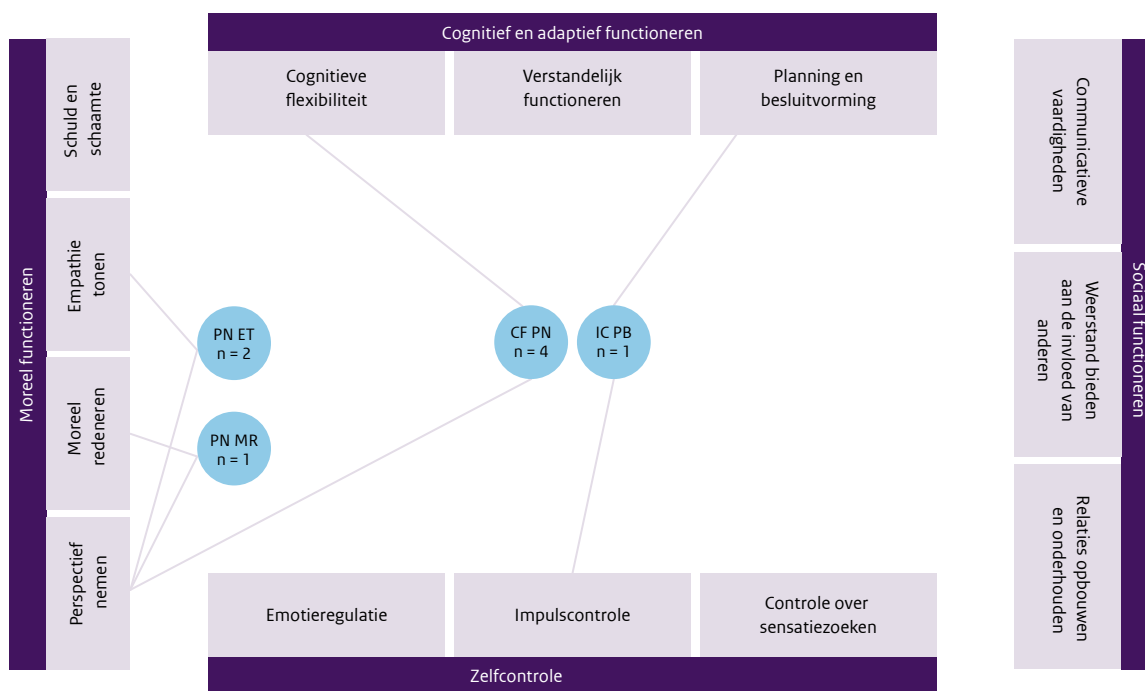 Cognitief en adaptief functioneren
Cognitieve
flexibiliteit
Verstandelijk
functioneren
Planning en
besluitvorming
Moreel functioneren
Schuld en
schaamte
Empathie
tonen
Moreel
redeneren
Perspectief
nemen
PN ET
n = 2
PN MR
n = 1
CF PN
n = 4
IC PB
n = 1
Communicatieve
vaardigheden
Weerstand bieden
aan de invloed van
anderen
Relaties opbouwen
en onderhouden
Sociaal functioneren
Emotieregulatie
Impulscontrole
Controle over
sensatiezoeken
Zelfcontrole